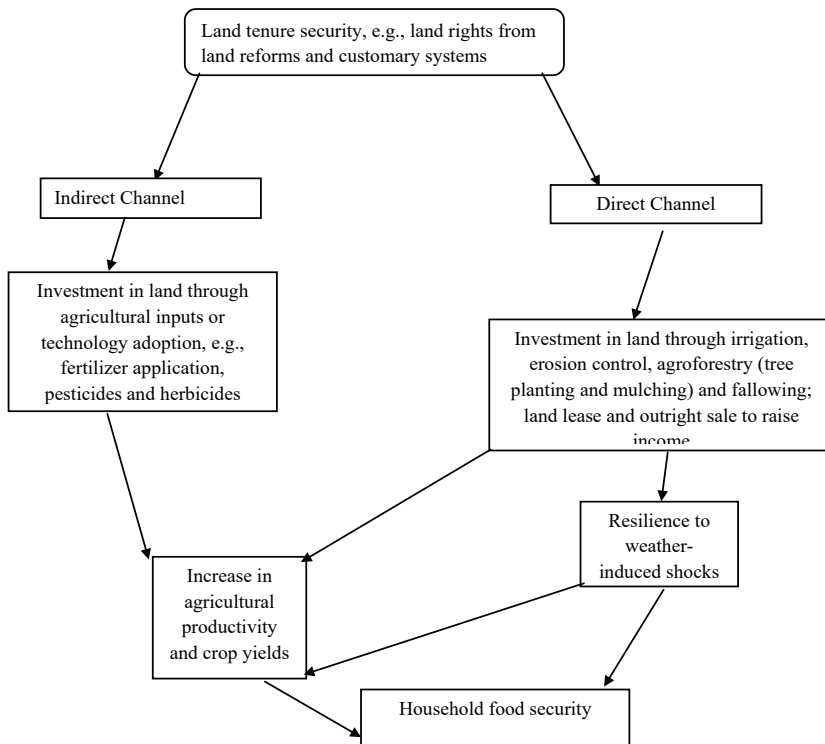 Land tenure security, e.g., land rights from
land reforms and customary systems
Indirect Channel
Direct Channel
Investment in land through
agricultural inputs or
technology adoption, e.g.,
fertilizer application,
pesticides and herbicides
Investment in land through irrigation,
erosion control, agroforestry (tree
planting and mulching) and fallowing;
land lease and outright sale to raise
income
Resilience to
weather-
induced shocks
Increase in
agricultural
productivity
and crop yields
Household food security